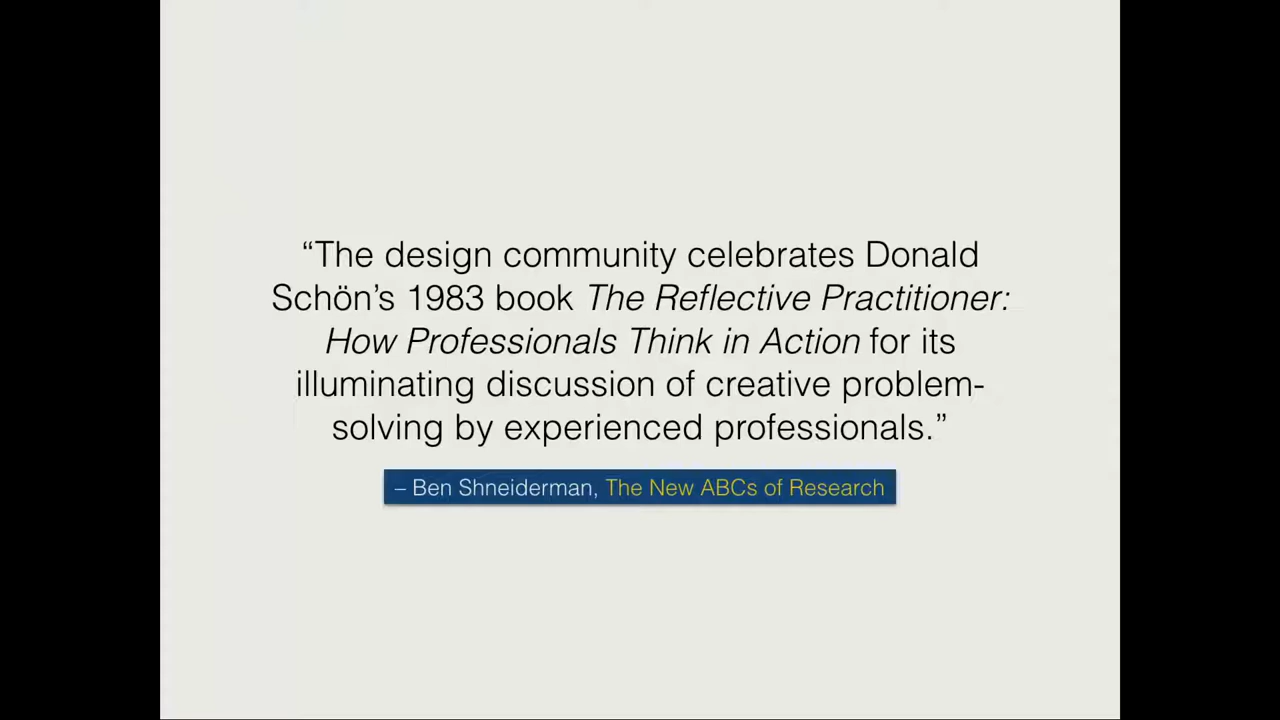 “The design community celebrates Donald
Schön’s 1983 book The Reflective Practitioner:
How Professionals Think in Action for its
illuminating discussion of creative problem-
solving by experienced professionals.”
– Ben Shneiderman, The New ABCs of Research